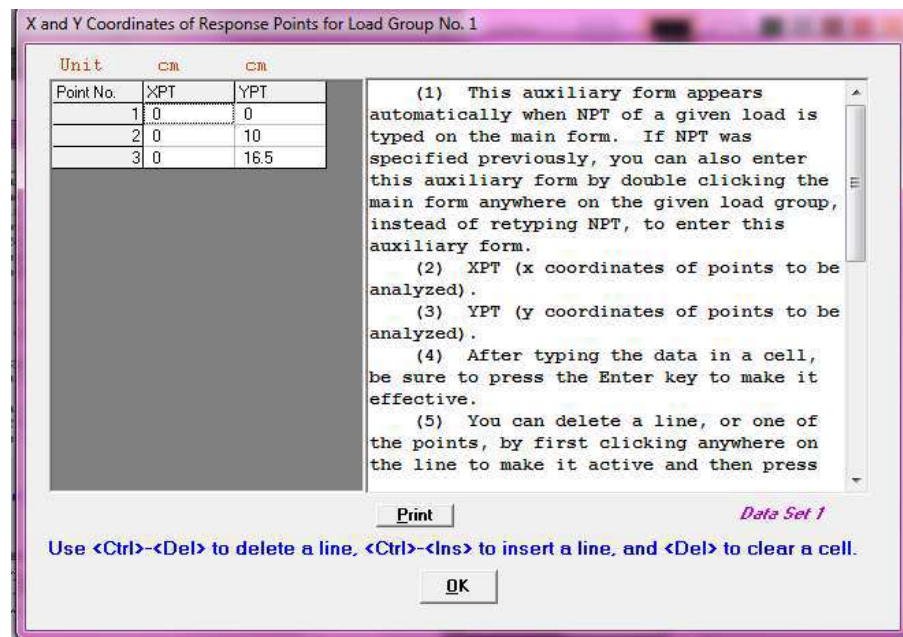 X and Y Coordinates of Response Points for Load Group No. 1
Unit cm cm
Point No. XPT YPT
1 0 0
2 0 10
3 0 16.5
(1) This auxiliary form appears
automatically when NPT of a given load is
typed on the main form. If NPT was
specified previously, you can also enter
this auxiliary form by double clicking the
main form anywhere on the given load group,
instead of retyping NPT, to enter this
auxiliary form.
(2) XPT (x coordinates of points to be
analyzed).
(3) YPT (y coordinates of points to be
analyzed).
(4) After typing the data in a cell,
be sure to press the Enter key to make it
effective.
(5) You can delete a line, or one of
the points, by first clicking anywhere on
the line to make it active and then press
Print
Data Set 1
Use <Ctrl>-<Del> to delete a line, <Ctrl>-<Ins> to insert a line, and <Del> to clear a cell.
OK